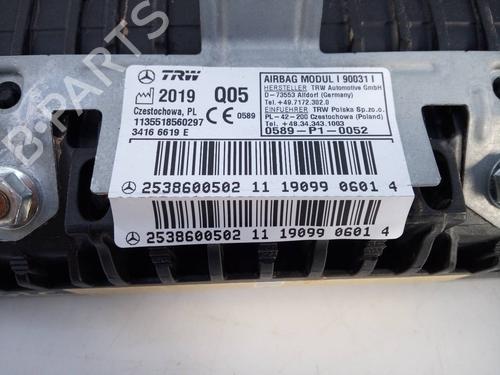 TRW
2019 Q05
Czestochowa, PL
1135518560297
3416 6619 E
0589
AIRBAG MODUL I 90031 I
HERSTELLER TRW Automotive GmbH
D-73553 Alfdorf (Germany)
Tel.+49.7172.302.0
EINFUEHRER TRW Polska Sp.zo.o.
PL-42-200 Czestochowa (Poland)
Tel.+48.34.343.1003
0589-P1-0052
2538600502 11 19099 0601 4
2538600502 11 19099 0601 4